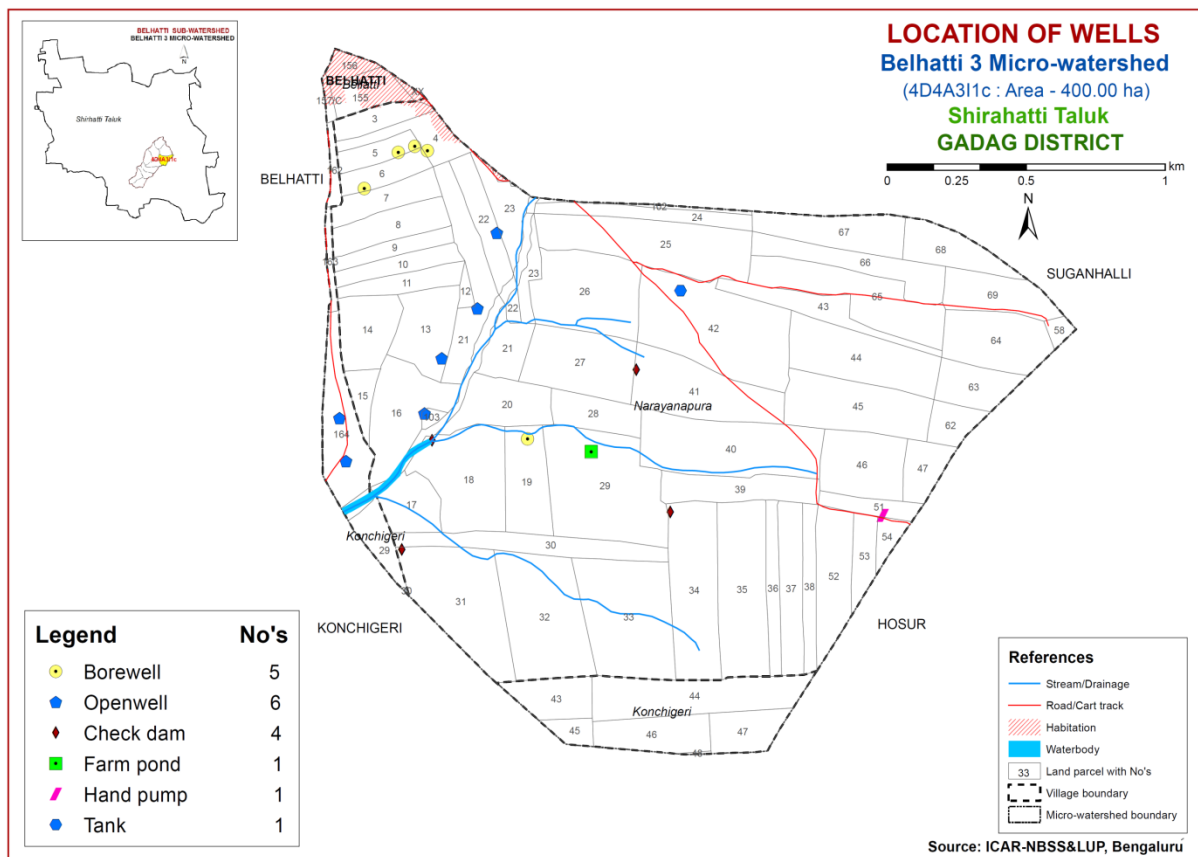 BELHATTI SUB-WATERSHED
BELHATTI 3 MICRO-WATERSHED
N
Shirhatti Taluk
4D4A3I1c
LOCATION OF WELLS
Belhatti 3 Micro-watershed
(4D4A3I1c : Area - 400.00 ha)
Shirahatti Taluk
GADAG DISTRICT
km
0 0.25 0.5 1
N
156
BELHATTI
Belhatti
157/C 155 XX
3
4
5
162
6
BELHATTI
7
8
9
163
10
11
12
22
23
102
24
25
67
68
66
SUGANHALLI
69
65
43
64
58
23
26
22
42
14
13
21
21
27
44
63
41
15
Narayanapura
45
62
16
103
20
28
164
40
46
47
18
19
29
39
17
51
54
Konchigeri
29
30
53
30
31
32
33
34
35
36
37
38
52
KONCHIGERI
HOSUR
43
44
Konchigeri
45
46
47
48
Legend No's
Borewell 5
Openwell 6
Check dam 4
Farm pond 1
Hand pump 1
Tank 1
References
Stream/Drainage
Road/Cart track
Habitation
Waterbody
33 Land parcel with No's
Village boundary
Micro-watershed boundary
Source: ICAR-NBSS&LUP, Bengaluru